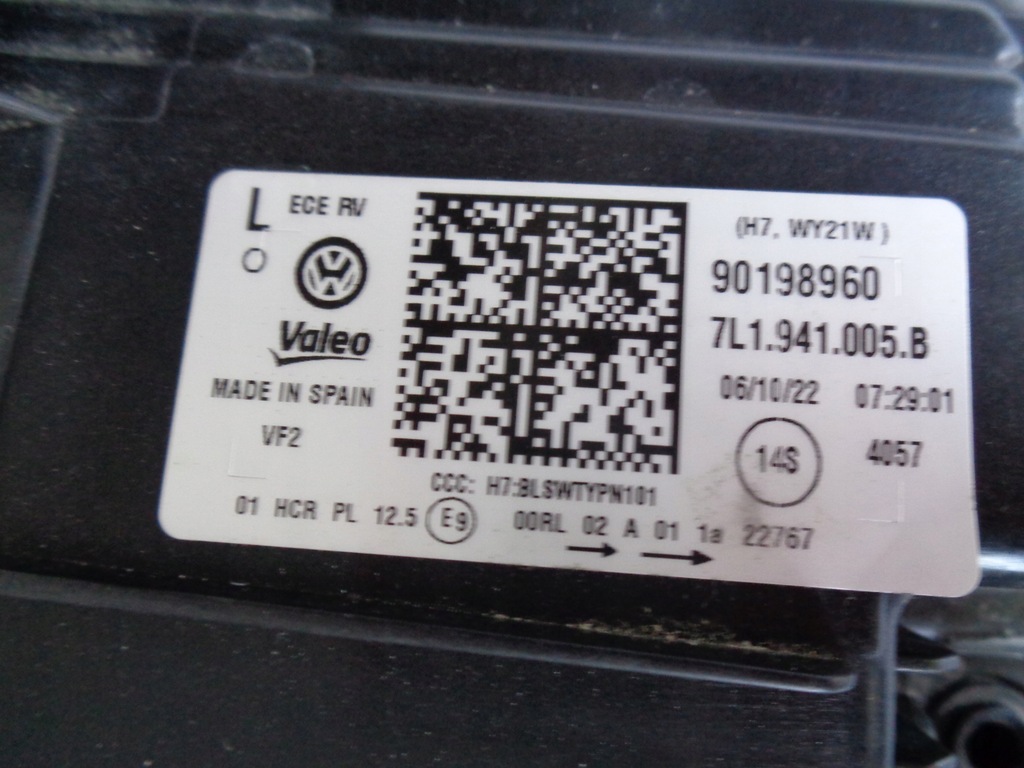 L ECE RV
O
VW
Valeo
MADE IN SPAIN
VF2
(H7, WY21W)
90198960
7L1.941.005.B
06/10/22 07:29:01
14S 4057
CCC: H7:BLSWTYPN101
01 HCR PL 12.5 E9 00RL 02 A 01 1a 22767